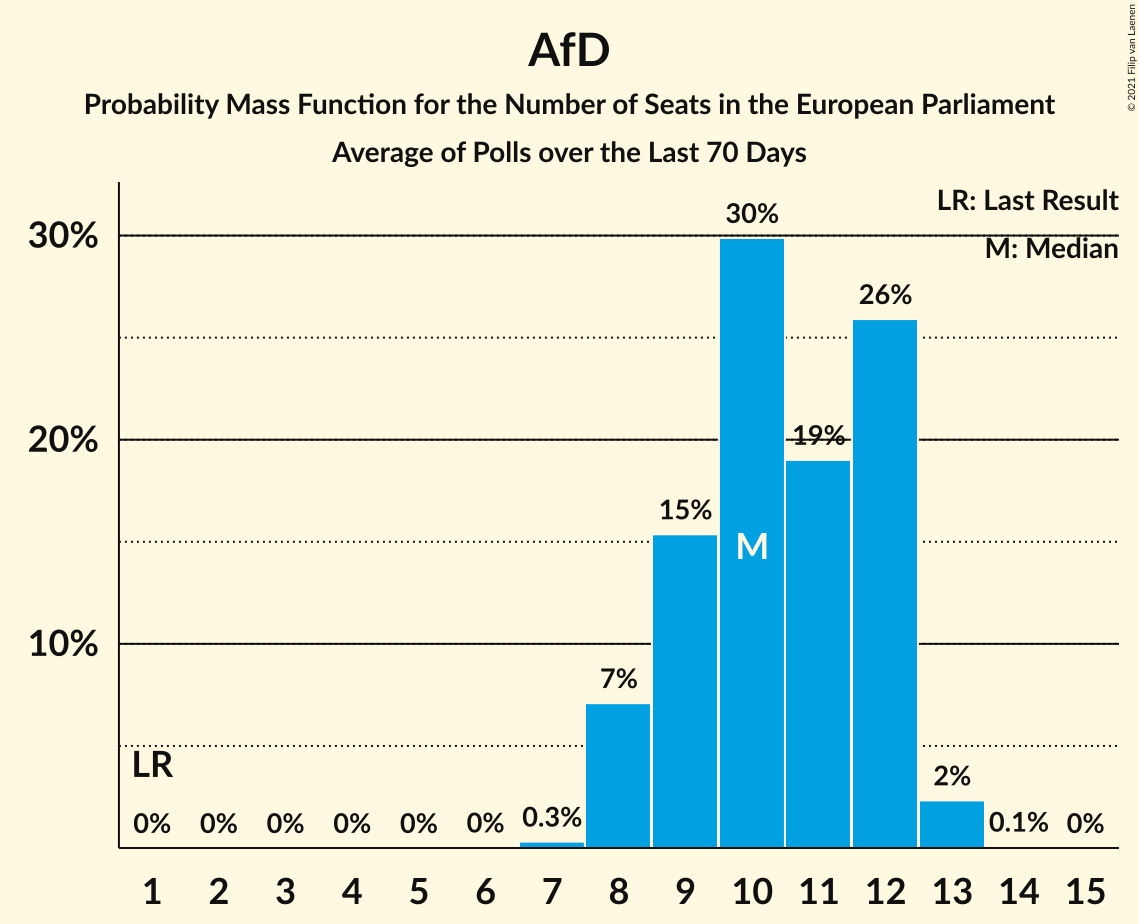 AfD
Probability Mass Function for the Number of Seats in the European Parliament
Average of Polls over the Last 70 Days
© 2021 Filip van Laenen
LR: Last Result
M: Median
30%
20%
10%
30%
26%
19%
15%
M
7%
LR
2%
0% 0% 0% 0% 0% 0% 0.3% 0.1% 0%
1 2 3 4 5 6 7 8 9 10 11 12 13 14 15